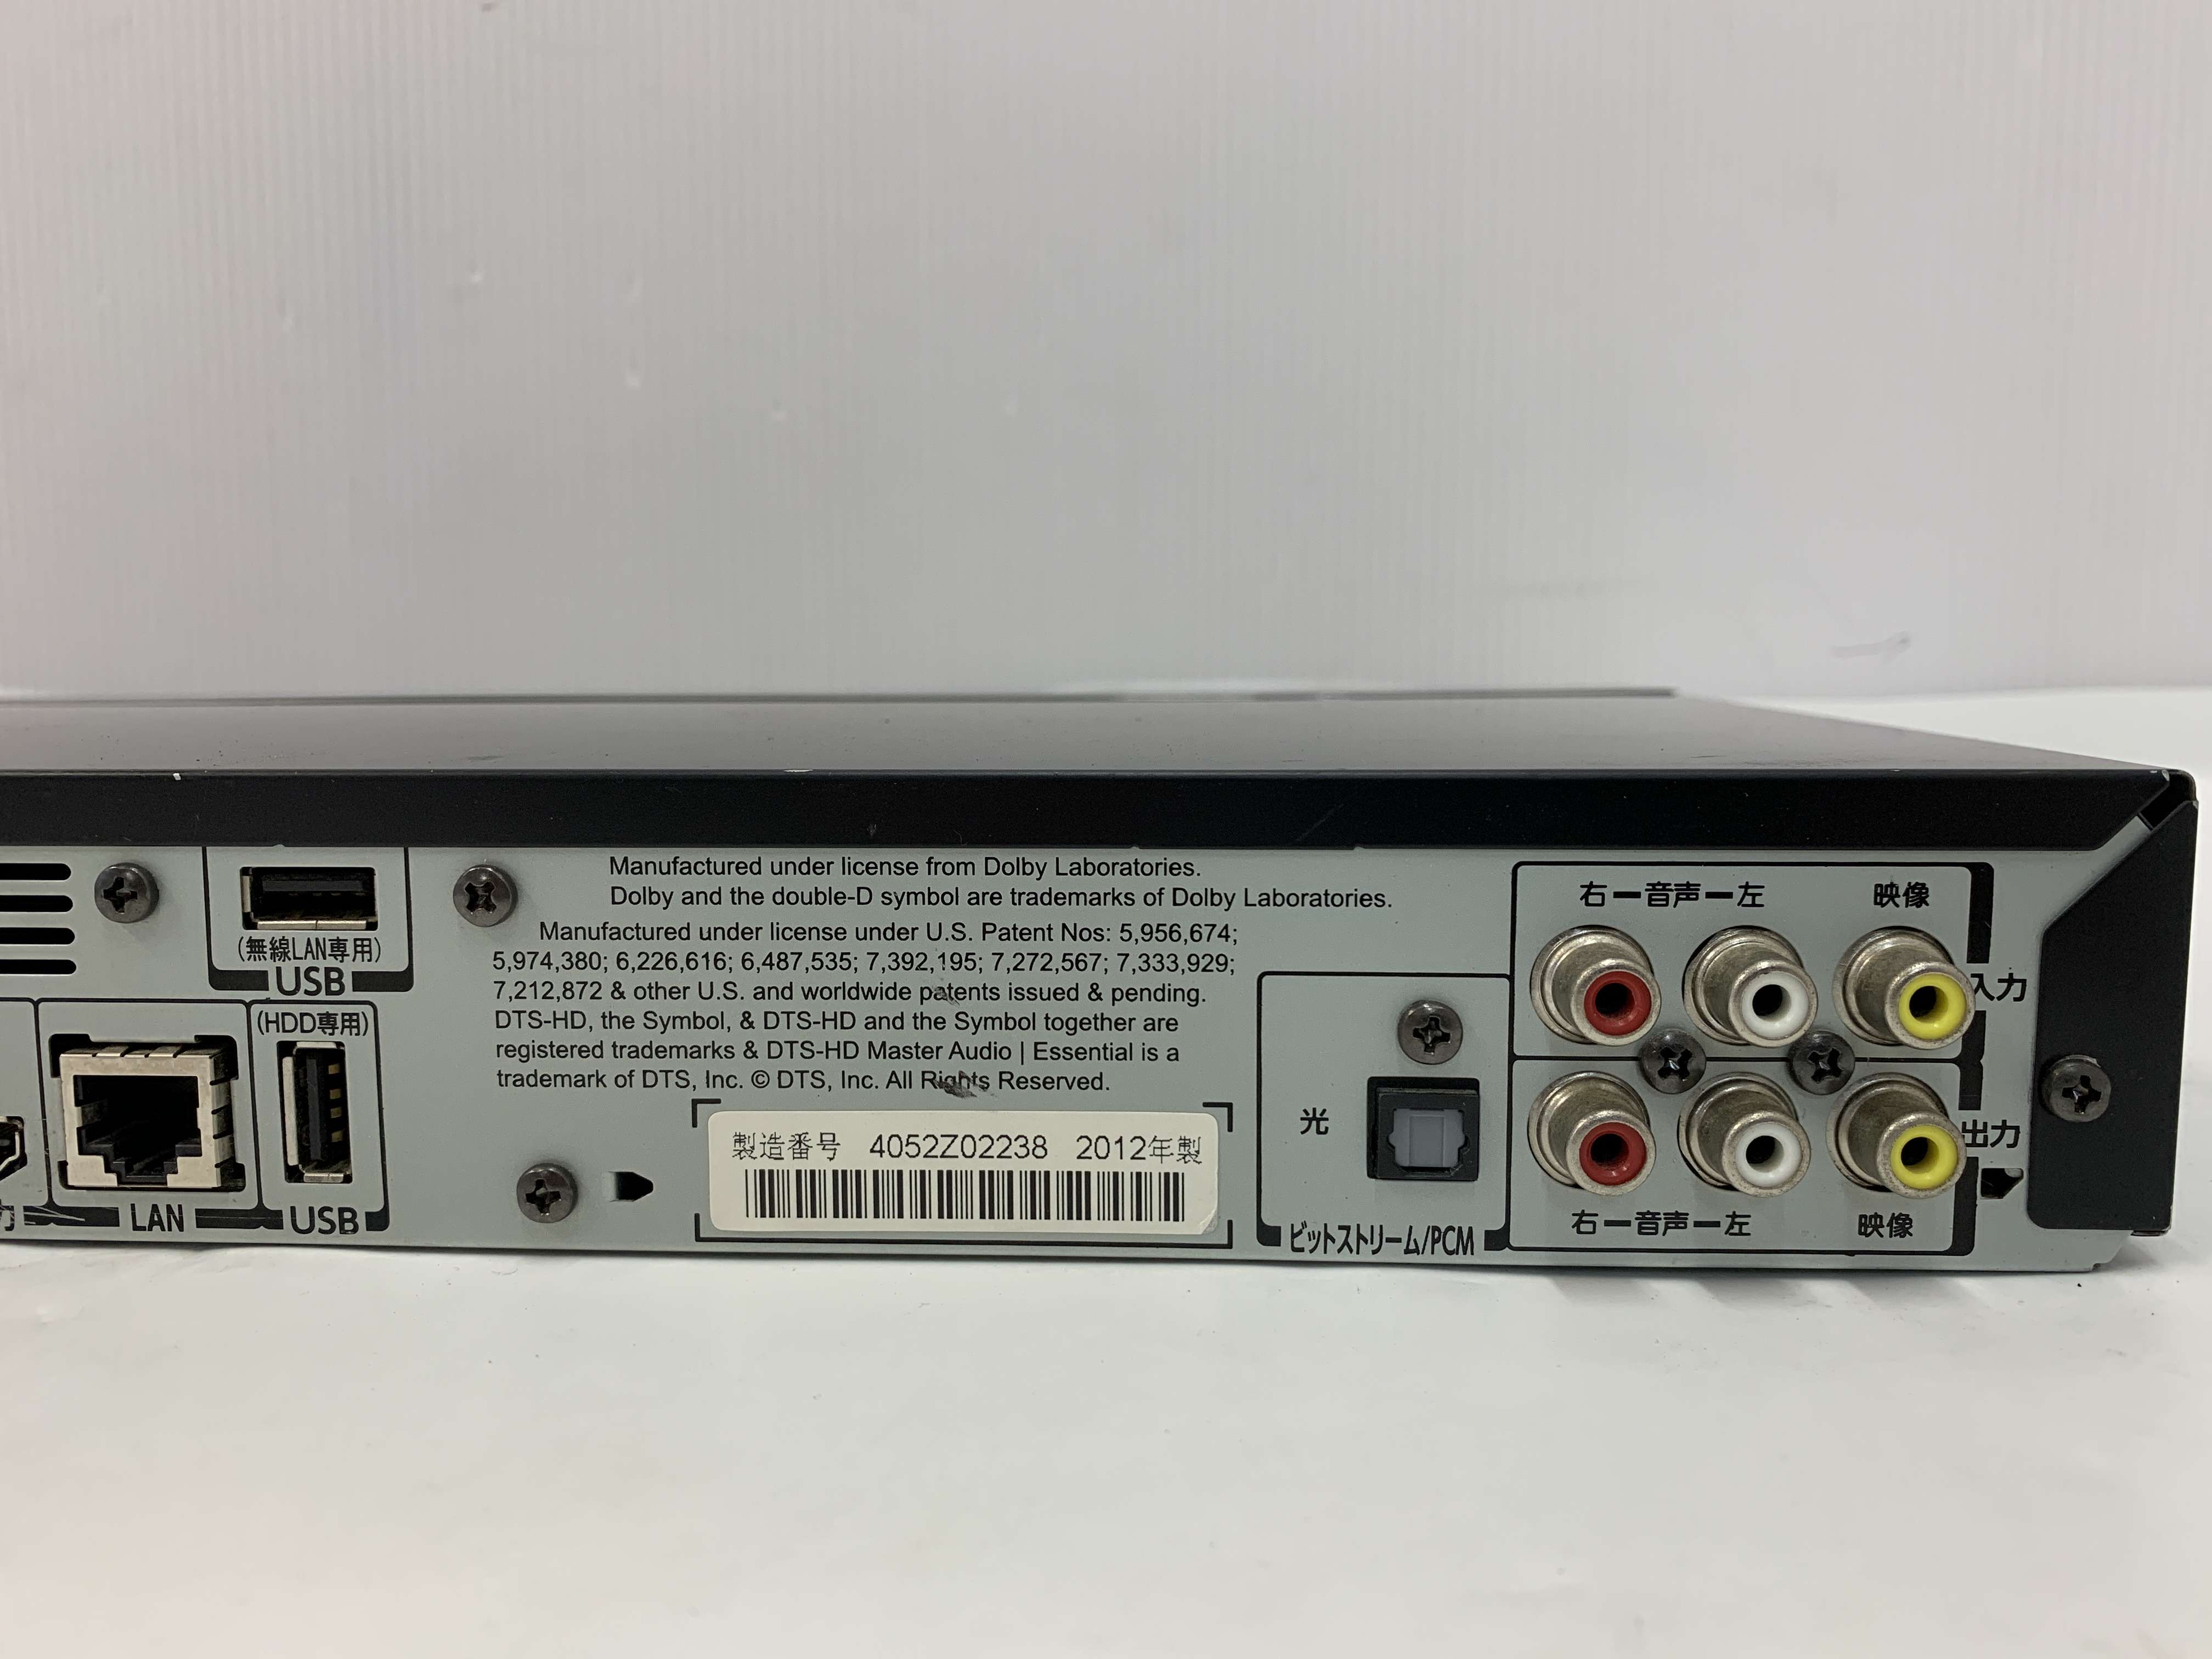 (無線LAN専用)
USB
(HDD専用)
LAN
USB
Manufactured under license from Dolby Laboratories.
Dolby and the double-D symbol are trademarks of Dolby Laboratories.
Manufactured under license under U.S. Patent Nos: 5,956,674;
5,974,380; 6,226,616; 6,487,535; 7,392,195; 7,272,567; 7,333,929;
7,212,872 & other U.S. and worldwide patents issued & pending.
DTS-HD, the Symbol, & DTS-HD and the Symbol together are
registered trademarks & DTS-HD Master Audio | Essential is a
trademark of DTS, Inc. © DTS, Inc. All Rights Reserved.
製造番号 4052Z02238 2012年製
光
ビットストリーム/PCM
右ー音声ー左 映像
入力
出力
右ー音声ー左 映像